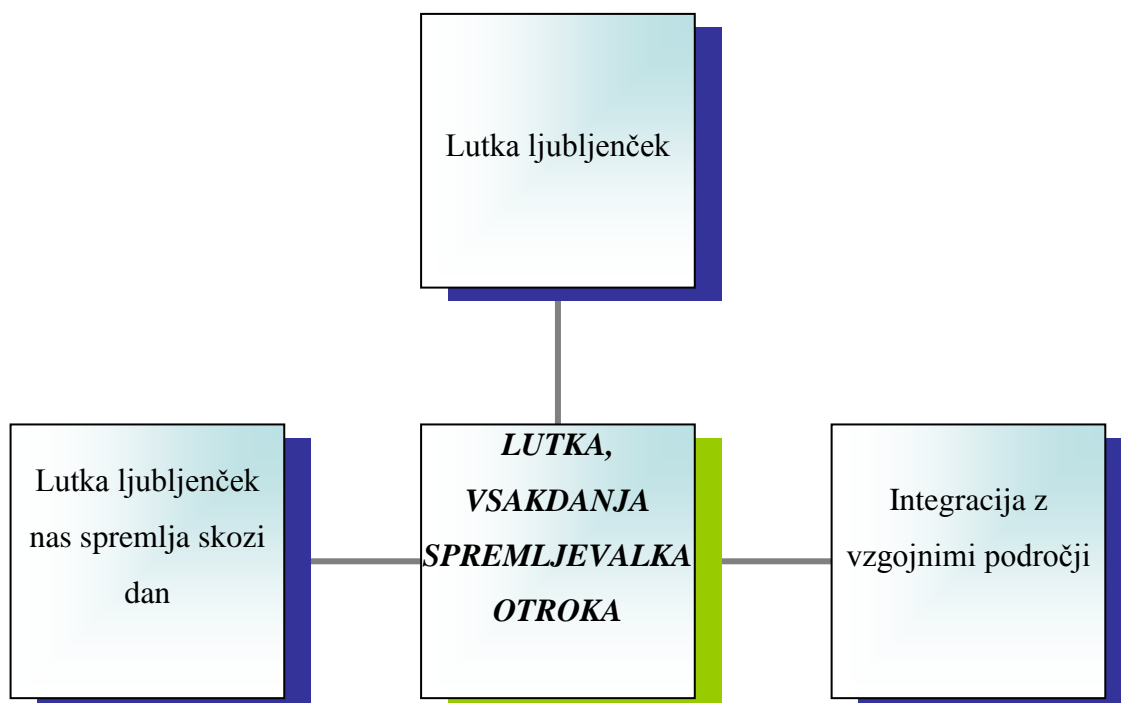 Lutka ljubljenček
Lutka ljubljenček
nas spremlja skozi
dan
LUTKA,
VSAKDANJA
SPREMLJEVALKA
OTROKA
Integracija z
vzgojnimi področji